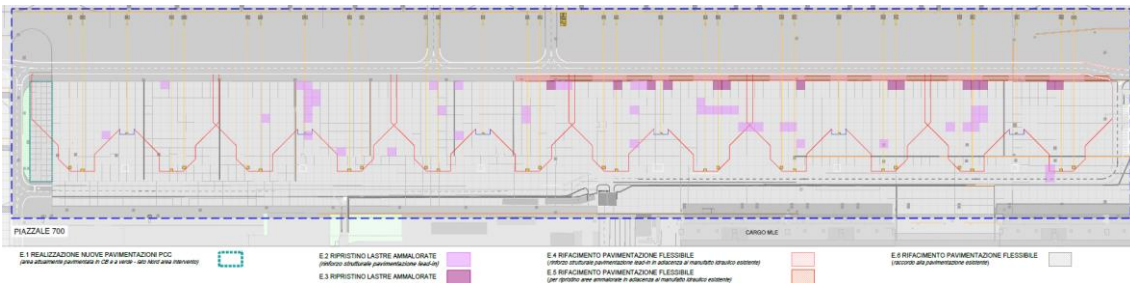 PIAZZALE 700
CARGO MLE
E.1 REALIZZAZIONE NUOVE PAVIMENTAZIONI PCC
(area attualmente pavimentata in CB e a verde - lato Nord area intervento)
E.2 RIPRISTINO LASTRE AMMALORATE
(rinforzo strutturale pavimentazione lead-in)
E.3 RIPRISTINO LASTRE AMMALORATE
E.4 RIFACIMENTO PAVIMENTAZIONE FLESSIBILE
(rinforzo strutturale pavimentazione lead-in in adiacenza al manufatto idraulico esistente)
E.5 RIFACIMENTO PAVIMENTAZIONE FLESSIBILE
(per ripristino aree ammalorate in adiacenza al manufatto idraulico esistente)
E.6 RIFACIMENTO PAVIMENTAZIONE FLESSIBILE
(raccordo alla pavimentazione esistente)